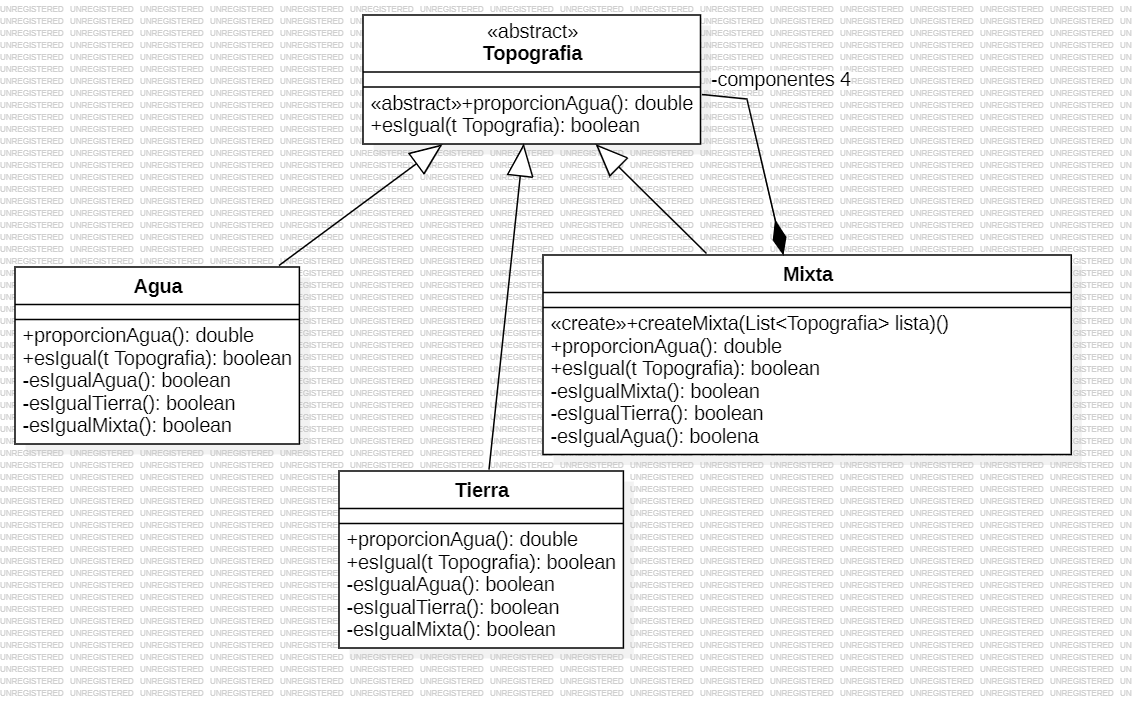 «abstract»
Topografia
«abstract»+proporcionAgua(): double
+esIgual(t Topografia): boolean
-componentes 4
Agua
+proporcionAgua(): double
+esIgual(t Topografia): boolean
-esIgualAgua(): boolean
-esIgualTierra(): boolean
-esIgualMixta(): boolean
Mixta
«create»+createMixta(List<Topografia> lista)()
+proporcionAgua(): double
+esIgual(t Topografia): boolean
-esIgualMixta(): boolean
-esIgualTierra(): boolean
-esIgualAgua(): boolena
Tierra
+proporcionAgua(): double
+esIgual(t Topografia): boolean
-esIgualAgua(): boolean
-esIgualTierra(): boolean
-esIgualMixta(): boolean
UNREGISTERED